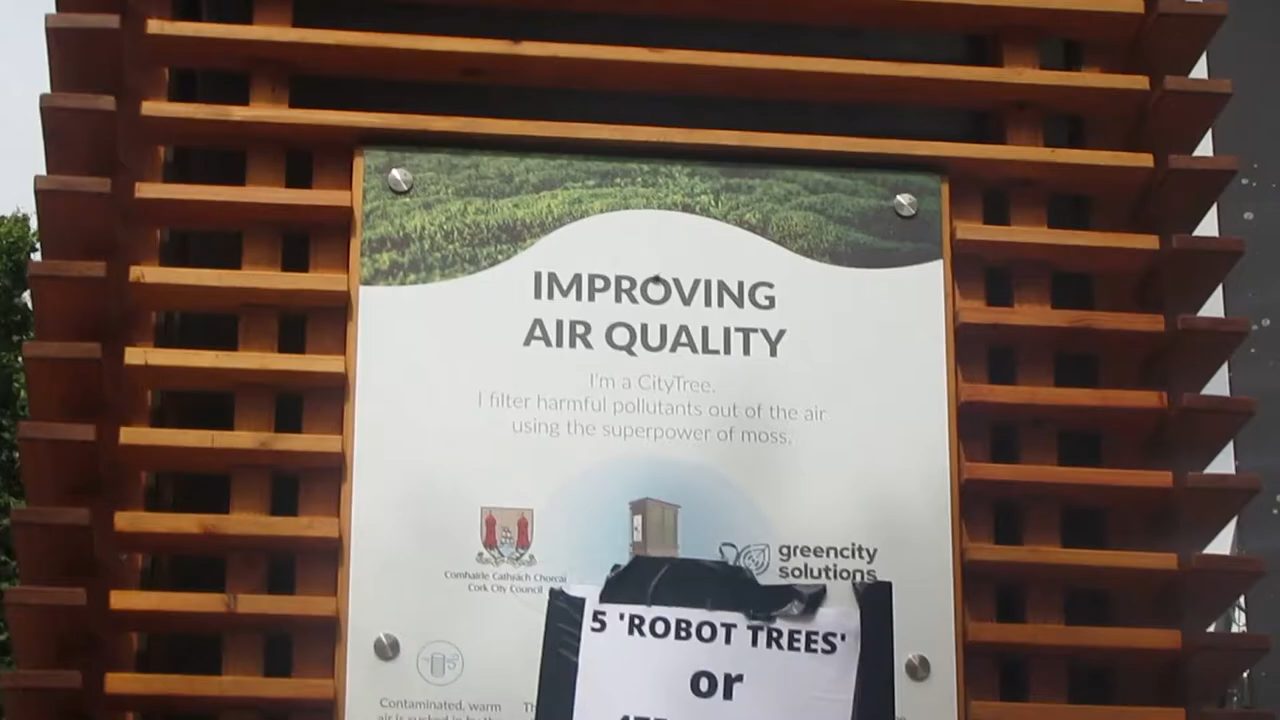 IMPROVING
AIR QUALITY
I'm a CityTree.
I filter harmful pollutants out of the air
using the superpower of moss.
Comhairle Cathrach Chorcaí
Cork City Council
greencity
solutions
5 'ROBOT TREES'
or
Contaminated, warm